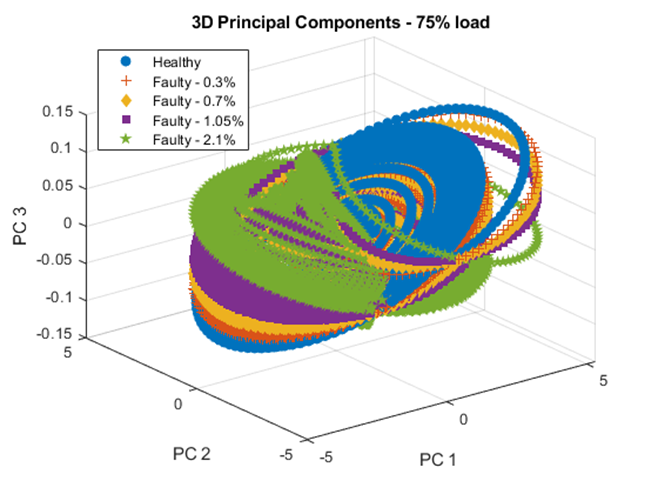 3D Principal Components - 75% load
Healthy
Faulty - 0.3%
Faulty - 0.7%
Faulty - 1.05%
Faulty - 2.1%
0.15
0.1
0.05
0
-0.05
-0.1
-0.15
PC 3
5
0
-5
PC 2
-5
0
5
PC 1